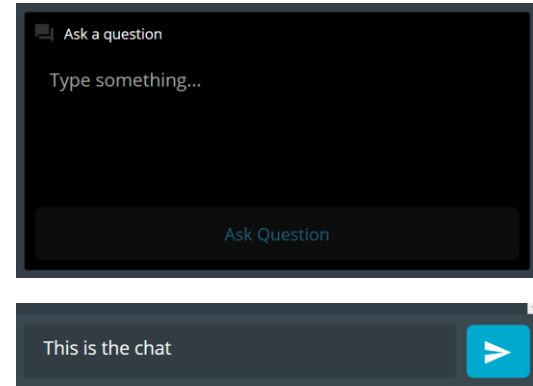 Ask a question
Type something...
Ask Question
This is the chat